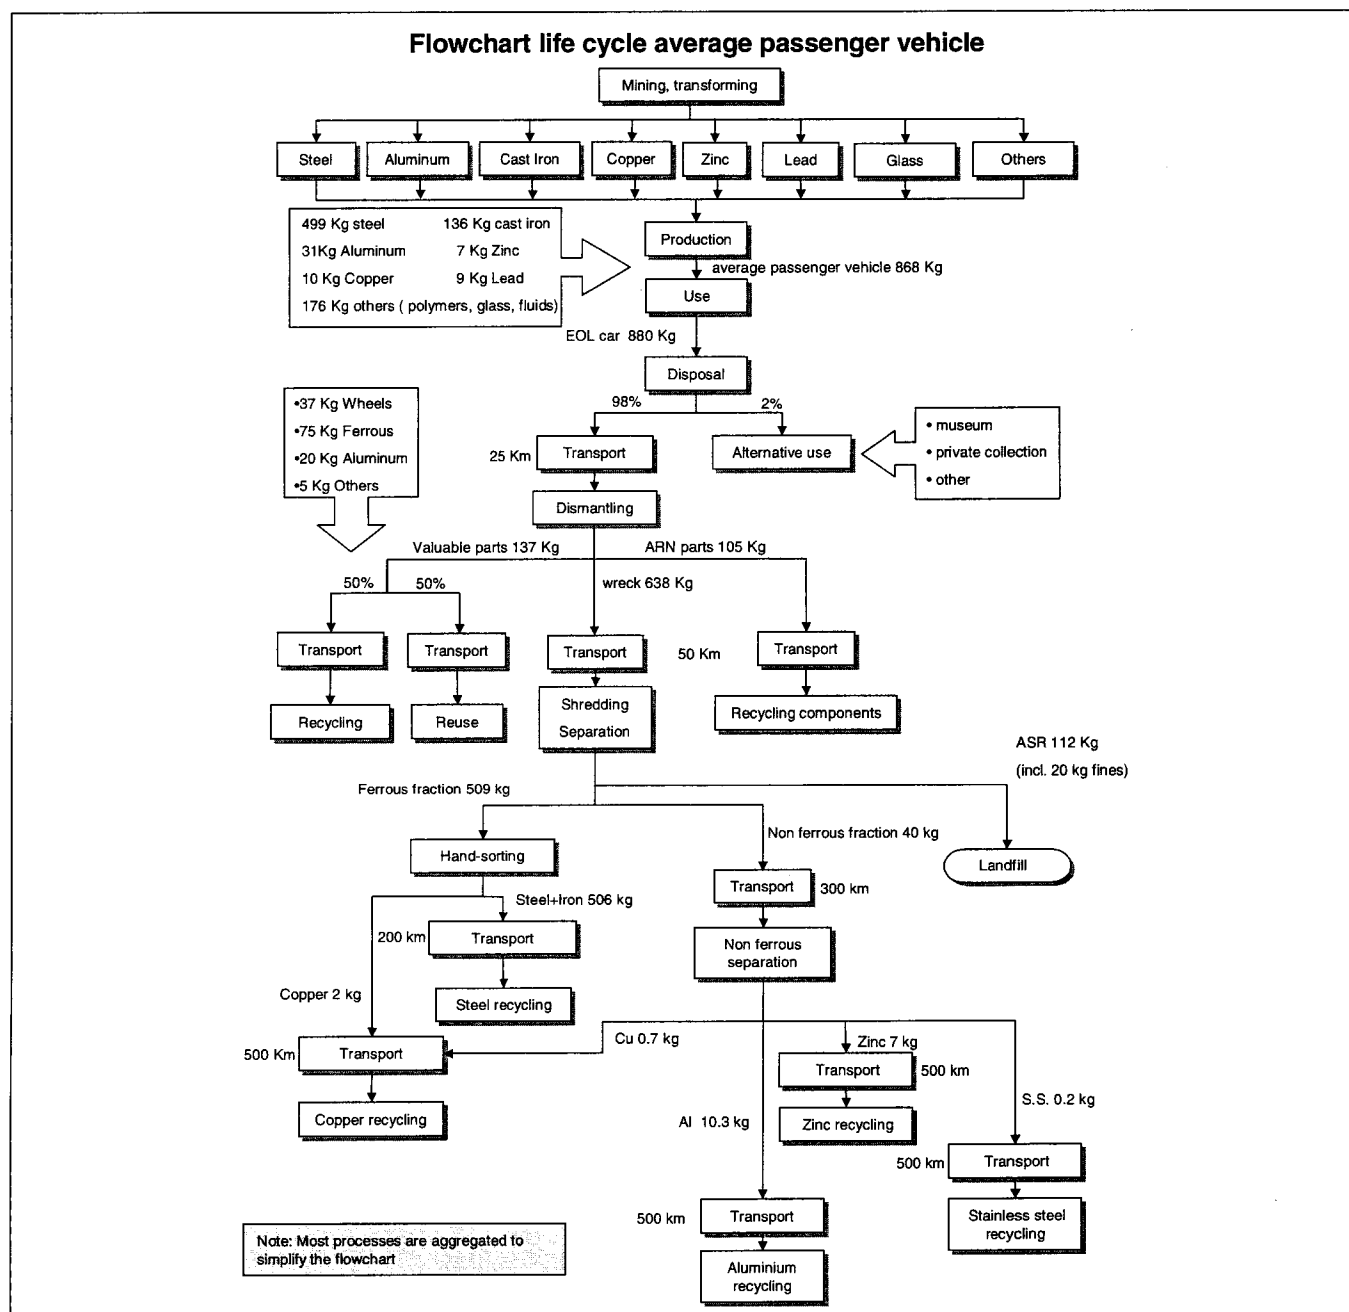 Flowchart life cycle average passenger vehicle
Mining, transforming
Steel
Aluminum
Cast Iron
Copper
Zinc
Lead
Glass
Others
499 Kg steel
136 Kg cast iron
31Kg Aluminum
7 Kg Zinc
10 Kg Copper
9 Kg Lead
176 Kg others ( polymers, glass, fluids)
Production
average passenger vehicle 868 Kg
Use
EOL car 880 Kg
Disposal
98%
2%
•37 Kg Wheels
•75 Kg Ferrous
•20 Kg Aluminum
•5 Kg Others
25 Km
Transport
Alternative use
• museum
• private collection
• other
Dismantling
Valuable parts 137 Kg
ARN parts 105 Kg
50%
50%
wreck 638 Kg
Transport
Transport
Transport
50 Km
Transport
Recycling
Reuse
Shredding
Separation
Recycling components
ASR 112 Kg
(incl. 20 kg fines)
Ferrous fraction 509 kg
Non ferrous fraction 40 kg
Hand-sorting
Landfill
Transport
300 km
Steel+Iron 506 kg
200 km
Transport
Non ferrous
separation
Steel recycling
Copper 2 kg
500 Km
Transport
Cu 0.7 kg
Zinc 7 kg
Transport
500 km
Copper recycling
Al 10.3 kg
Zinc recycling
S.S. 0.2 kg
500 km
Transport
500 km
Transport
Stainless steel
recycling
Aluminium
recycling
Note: Most processes are aggregated to
simplify the flowchart